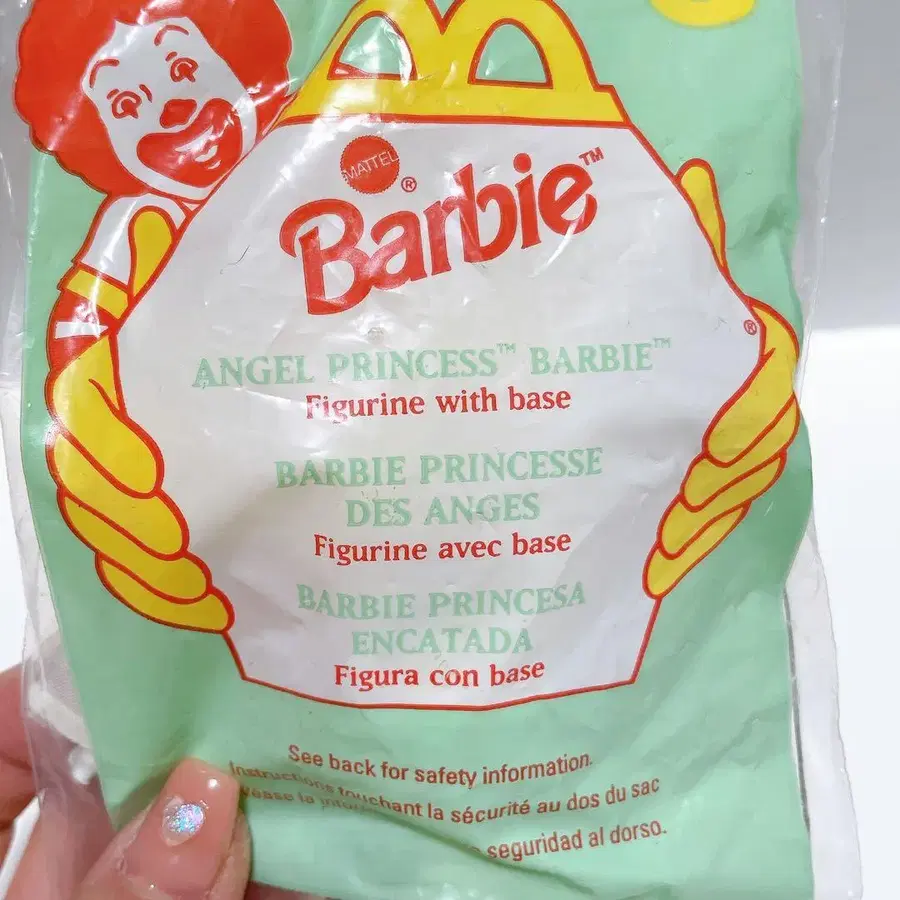 MATTEL
®
Barbie™
®
ANGEL PRINCESS™ BARBIE™
Figurine with base
BARBIE PRINCESSE
DES ANGES
Figurine avec base
BARBIE PRINCESA
ENCATADA
Figura con base
See back for safety information.
Instructions touchant la sécurité au dos du sac
seguridad al dorso.